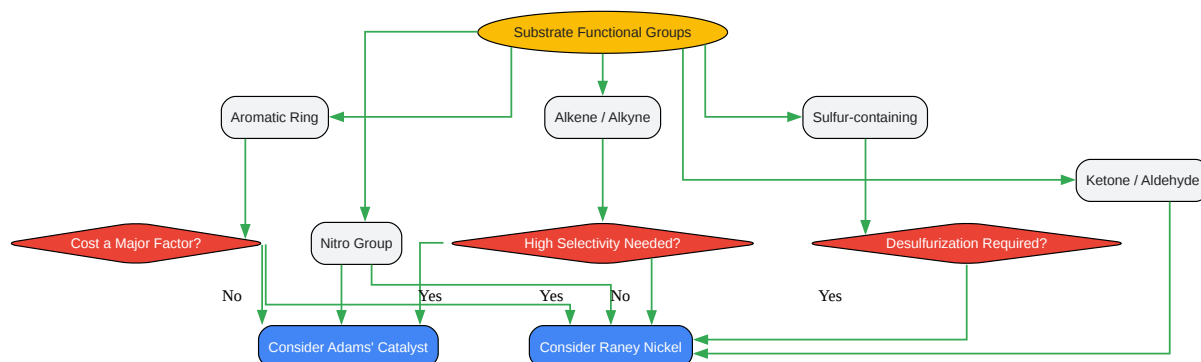 Substrate Functional Groups
Aromatic Ring
Alkene / Alkyne
Sulfur-containing
Ketone / Aldehyde
Cost a Major Factor?
Nitro Group
High Selectivity Needed?
Desulfurization Required?
No
Yes
Yes
No
Yes
Consider Adams' Catalyst
Consider Raney Nickel